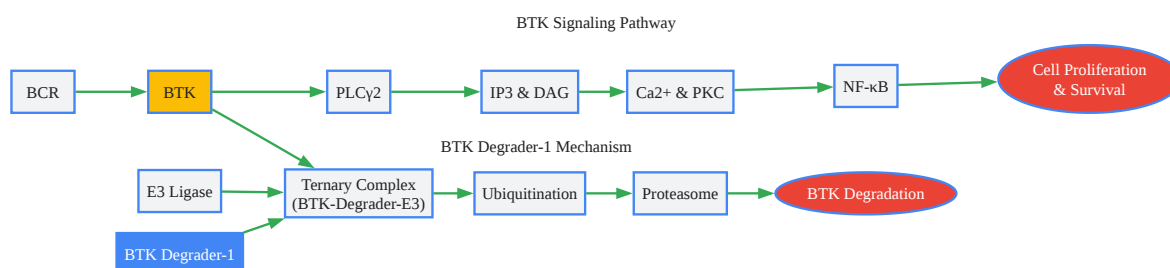 BTK Signaling Pathway
BCR
BTK
PLCγ2
IP3 & DAG
Ca2+ & PKC
NF-κB
Cell Proliferation
& Survival
BTK Degrader-1 Mechanism
E3 Ligase
Ternary Complex
(BTK-Degrader-E3)
Ubiquitination
Proteasome
BTK Degradation
BTK Degrader-1